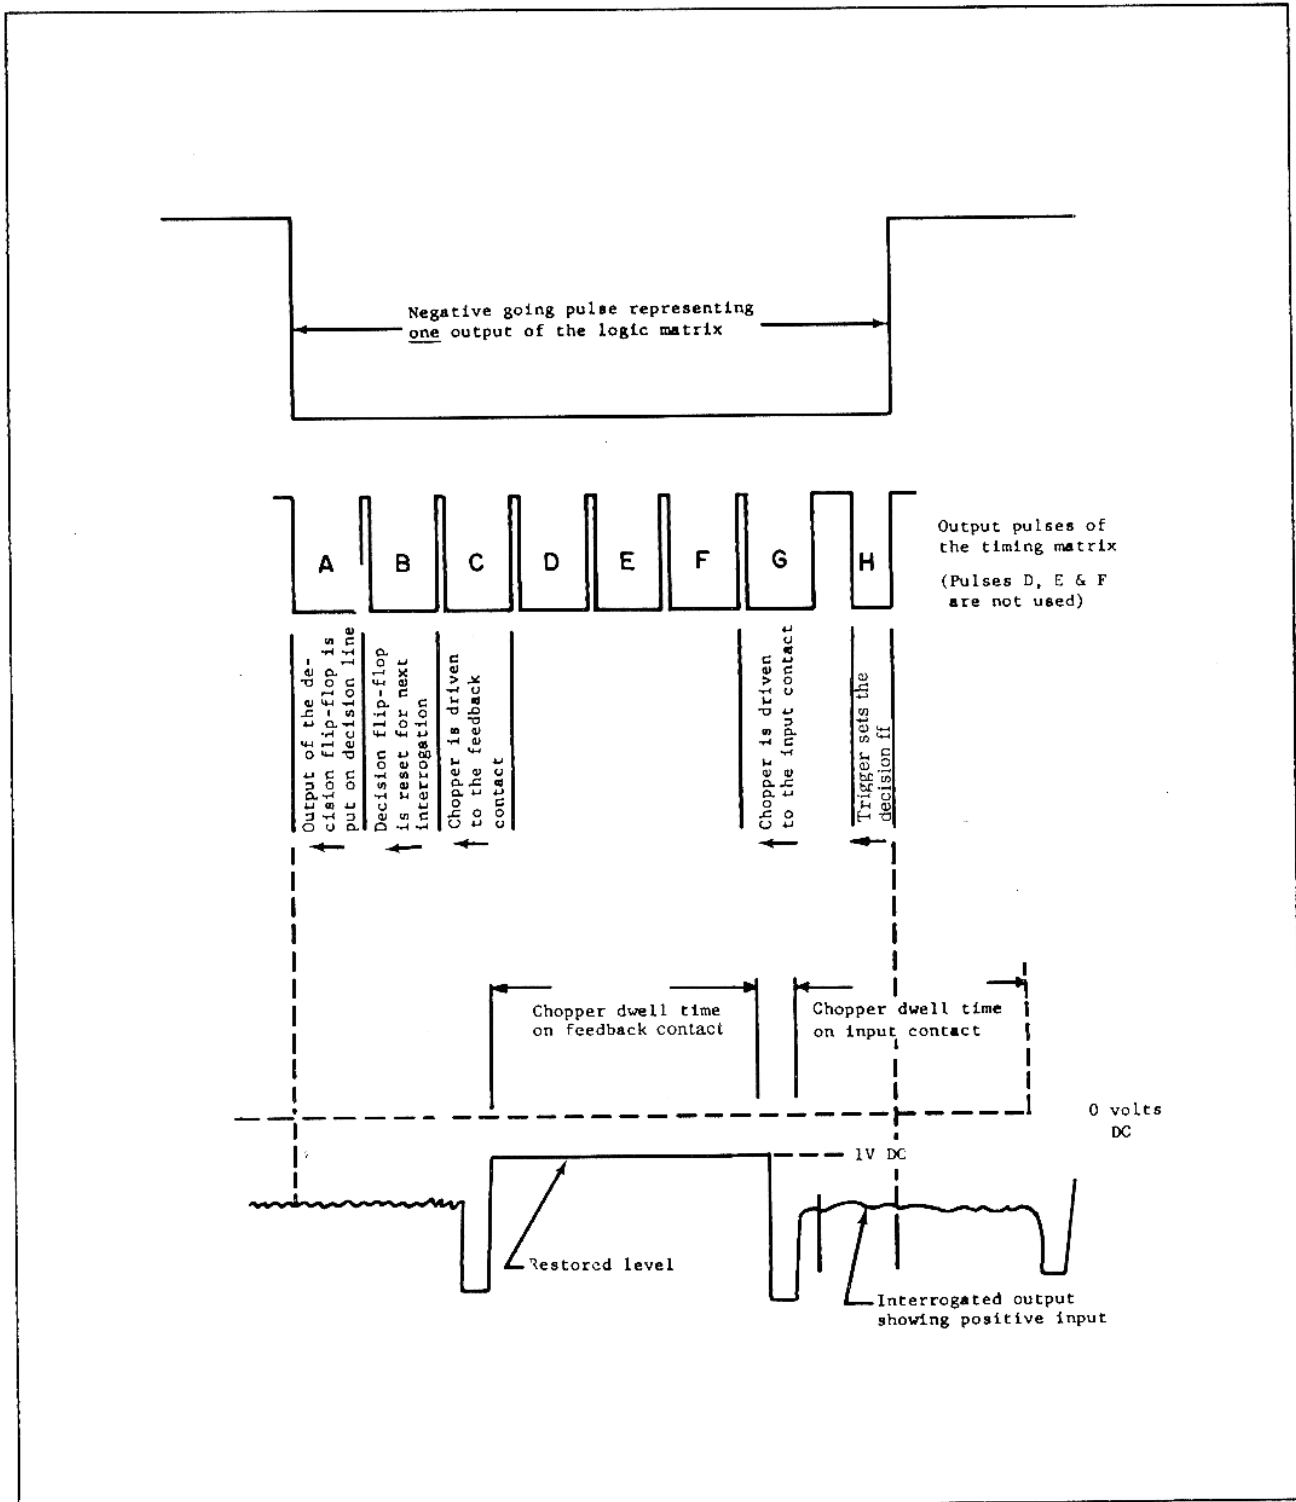 Negative going pulse representing
one output of the logic matrix
A
B
C
D
E
F
G
H
Output pulses of
the timing matrix
(Pulses D, E & F
are not used)
Output of the de-
cision flip-flop is
put on decision line
Decision flip-flop
is reset for next
interrogation
Chopper is driven
to the feedback
contact
Chopper is driven
to the input contact
Trigger sets the
decision ff
Chopper dwell time
on feedback contact
Chopper dwell time
on input contact
0 volts
DC
1V DC
Restored level
Interrogated output
showing positive input